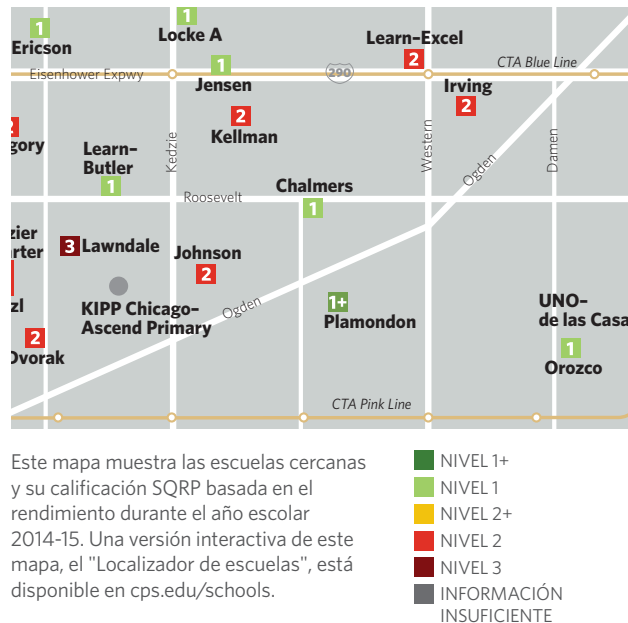 1
Ericson
1
Locke A
Learn–Excel
2
CTA Blue Line
Eisenhower Expwy
290
1
Jensen
Irving
2
2
Kellman
2
gory
Learn–
Butler
1
Kedzie
Western
Ogden
Damen
Roosevelt
Chalmers
1
zier
arter
3 Lawndale
Johnson
2
zl
KIPP Chicago–
Ascend Primary
Ogden
1+
Plamondon
UNO–
de las Casa
1
Orozco
2
Dvorak
CTA Pink Line
Este mapa muestra las escuelas cercanas
y su calificación SQRP basada en el
rendimiento durante el año escolar
2014-15. Una versión interactiva de este
mapa, el "Localizador de escuelas", está
disponible en cps.edu/schools.
NIVEL 1+
NIVEL 1
NIVEL 2+
NIVEL 2
NIVEL 3
INFORMACIÓN
INSUFICIENTE